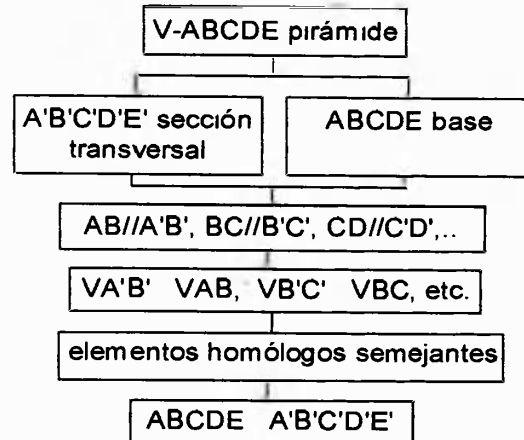 V-ABCDE pirámide
A'B'C'D'E' sección
transversal
ABCDE base
AB//A'B', BC//B'C', CD//C'D',..
VA'B' VAB, VB'C' VBC, etc.
elementos homólogos semejantes
ABCDE A'B'C'D'E'